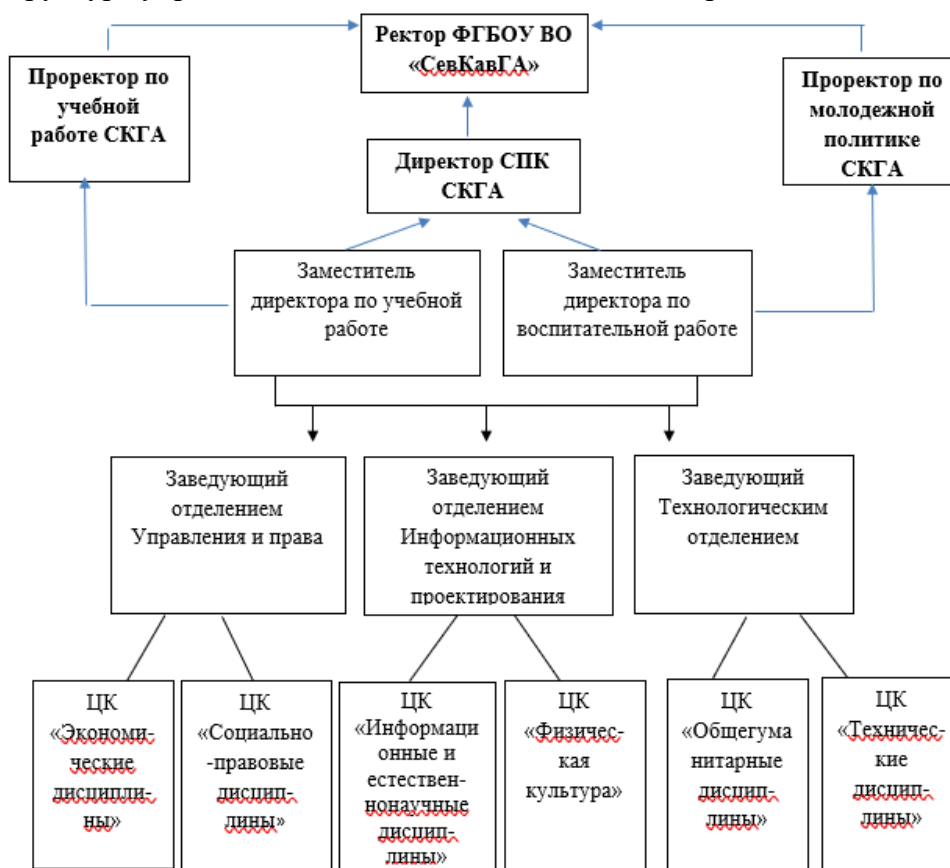 Ректор ФГБОУ ВО
«СевКавГА»
Проректор по
учебной
работе СКГА
Проректор по
молодежной
политике
СКГА
Директор СПК
СКГА
Заместитель
директора по учебной
работе
Заместитель
директора по
воспитательной работе
Заведующий
отделением
Управления и права
Заведующий
отделением
Информационных
технологий и
проектирования
Заведующий
Технологическим
отделением
ЦК
«Экономи-
ческие
дисципли-
ны»
ЦК
«Социально
-правовые
дисцип-
лины»
ЦК
«Информаци
онные и
естествен-
нонаучные
дисцип-
лины»
ЦК
«Физичес-
кая
культура»
ЦК
«Общегума
нитарные
дисцип-
лины»
ЦК
«Техничес-
кие
дисцип-
лины»